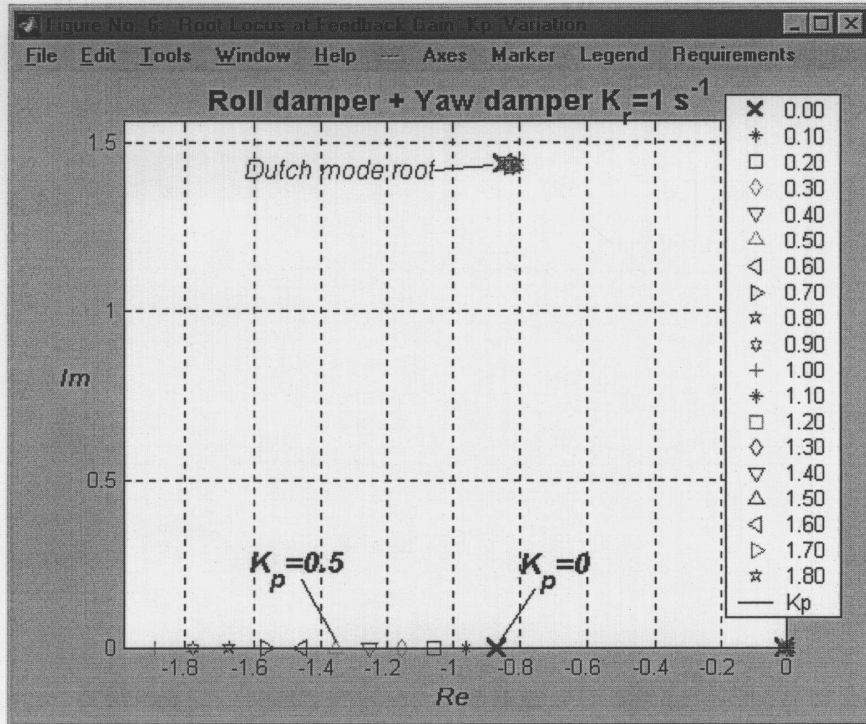 Figure No. 6: Root Locus at Feedback Gain Kp Variation
File Edit Tools Window Help --- Axes Marker Legend Requirements
Roll damper + Yaw damper K_r=1 s^-1
Dutch mode root
1.5
1
0.5
0
Im
K_p=0.5
K_p=0
-1.8 -1.6 -1.4 -1.2 -1 -0.8 -0.6 -0.4 -0.2 0
Re
0.00
0.10
0.20
0.30
0.40
0.50
0.60
0.70
0.80
0.90
1.00
1.10
1.20
1.30
1.40
1.50
1.60
1.70
1.80
Kp